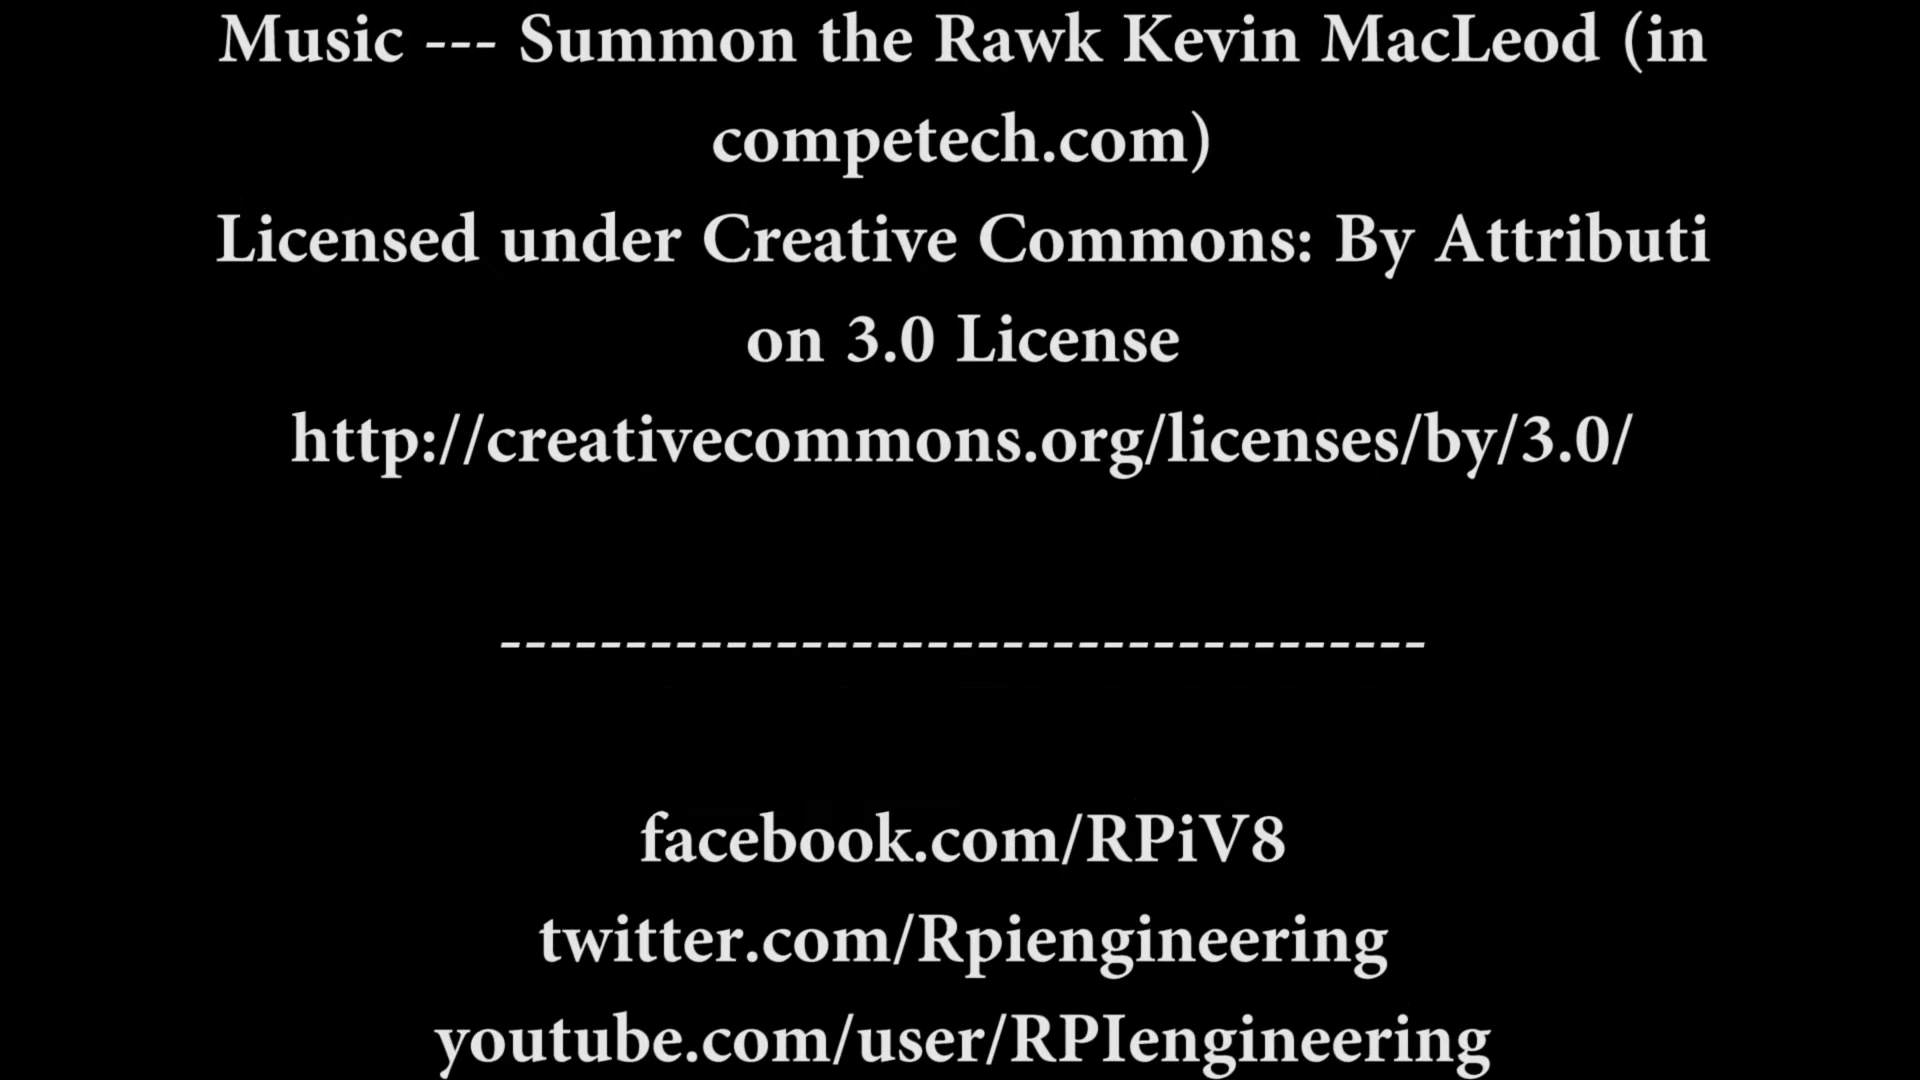 Music --- Summon the Rawk Kevin MacLeod (in
competech.com)
Licensed under Creative Commons: By Attributi
on 3.0 License
http://creativecommons.org/licenses/by/3.0/
-------------------------------------
facebook.com/RPiV8
twitter.com/Rpiengineering
youtube.com/user/RPIengineering